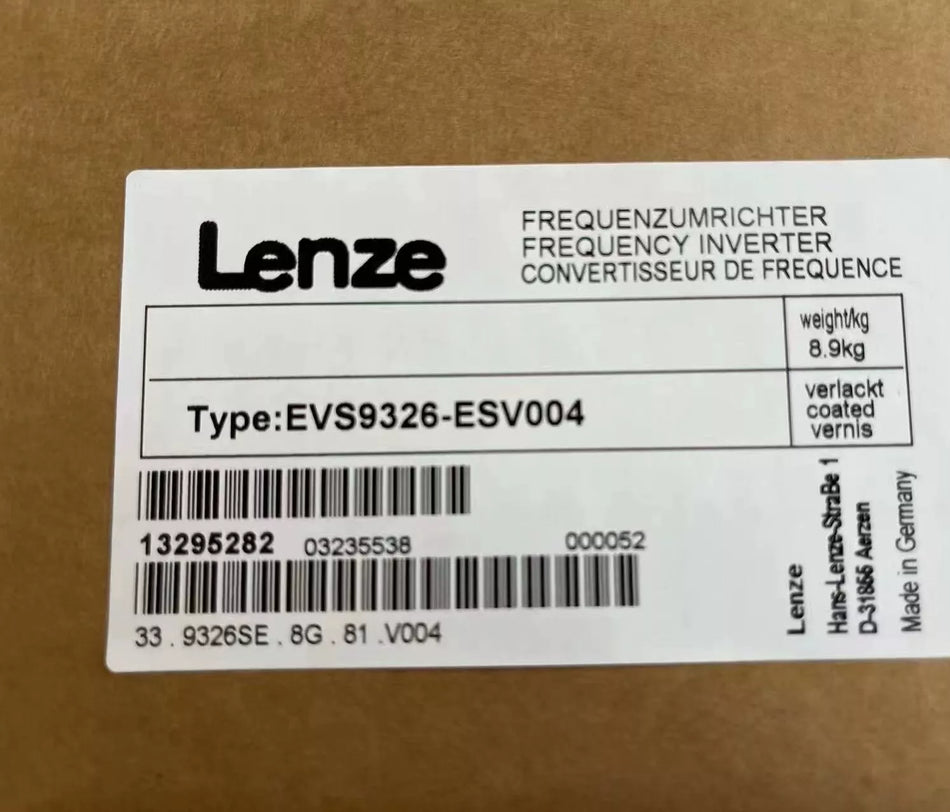 Lenze
FREQUENZUMRICHTER
FREQUENCY INVERTER
CONVERTISSEUR DE FREQUENCE
weight/kg
8.9kg
Type:EVS9326-ESV004
verlackt
coated
vernis
13295282 03235538 000052
33 . 9326SE . 8G . 81 .V004
Lenze
Hans-Lenze-StraBe 1
D-31855 Aerzen
Made in Germany